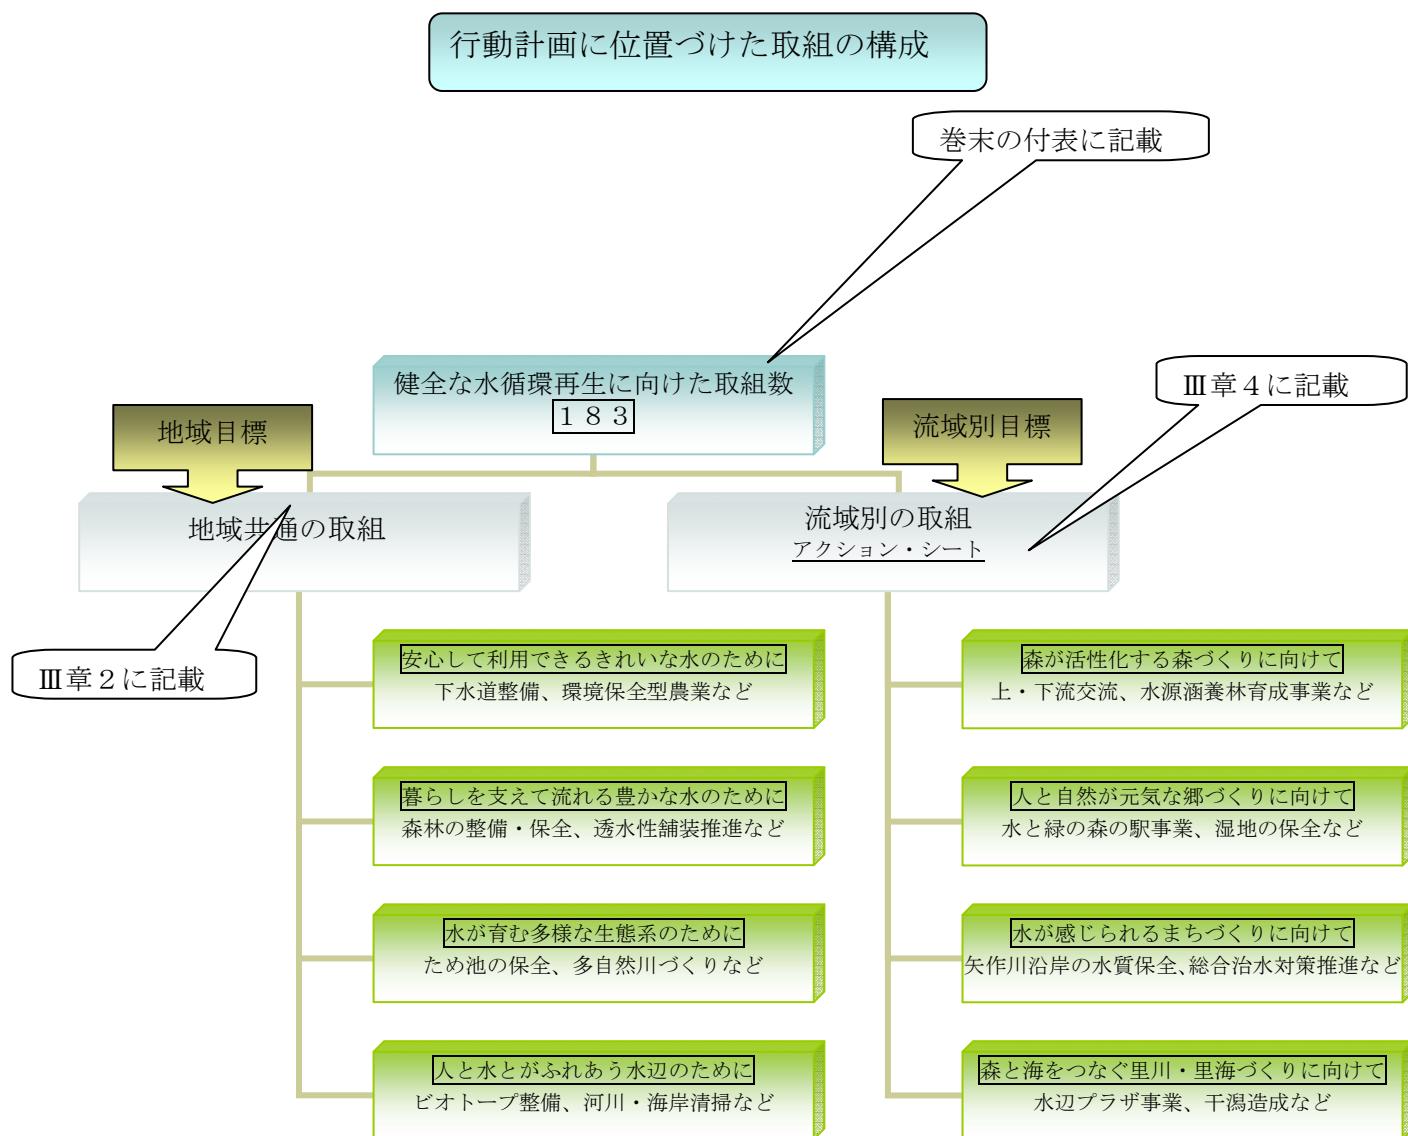 行動計画に位置づけた取組の構成
巻末の付表に記載
健全な水循環再生に向けた取組数
１８３
Ⅲ章４に記載
地域目標
流域別目標
地域共通の取組
流域別の取組
アクション・シート
Ⅲ章２に記載
安心して利用できるきれいな水のために
下水道整備、環境保全型農業など
暮らしを支えて流れる豊かな水のために
森林の整備・保全、透水性舗装推進など
水が育む多様な生態系のために
ため池の保全、多自然川づくりなど
人と水とがふれあう水辺のために
ビオトープ整備、河川・海岸清掃など
森が活性化する森づくりに向けて
上・下流交流、水源涵養林育成事業など
人と自然が元気な郷づくりに向けて
水と緑の森の駅事業、湿地の保全など
水が感じられるまちづくりに向けて
矢作川沿岸の水質保全、総合治水対策推進など
森と海をつなぐ里川・里海づくりに向けて
水辺プラザ事業、干潟造成など